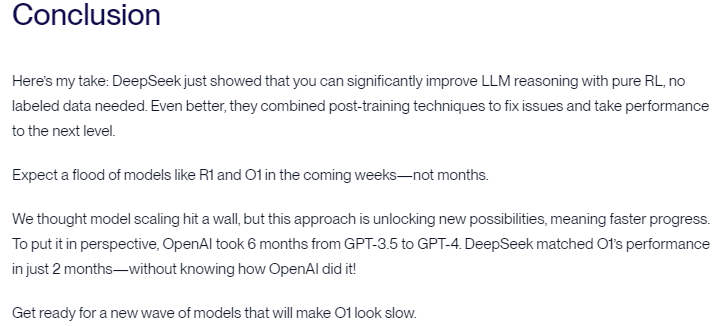 Conclusion
Here's my take: DeepSeek just showed that you can significantly improve LLM reasoning with pure RL, no
labeled data needed. Even better, they combined post-training techniques to fix issues and take performance
to the next level.
Expect a flood of models like R1 and O1 in the coming weeks—not months.
We thought model scaling hit a wall, but this approach is unlocking new possibilities, meaning faster progress.
To put it in perspective, OpenAI took 6 months from GPT-3.5 to GPT-4. DeepSeek matched O1's performance
in just 2 months—without knowing how OpenAI did it!
Get ready for a new wave of models that will make O1 look slow.